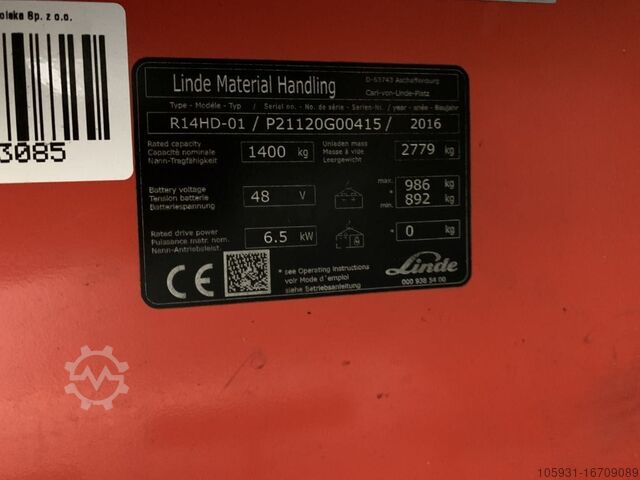 olska Sp. z o.o.
3085
Linde Material Handling
D-63743 Aschaffenburg
Carl-von-Linde-Platz
Type - Modéle - Typ / Serial no. - No. de série - Serien-Nr. / year - année - Baujahr
R14HD-01 / P21120G00415 / 2016
Rated capacity
Capacité nominale
Nenn-Tragfähigkeit
1400 kg
Unladen mass
Masse à vide
Leergewicht
2779 kg
Battery voltage
Tension batterie
Batteriespannung
48 V
max. 986 kg
* min. 892 kg
Rated drive power
Puissance motr. nom.
Nenn-Antriebsleist.
6.5 kW
* 0 kg
CE
* see Operating instructions
voir Mode d'emploi
siehe Betriebsanleitung
Linde
000 938 54 00
105931-16709089